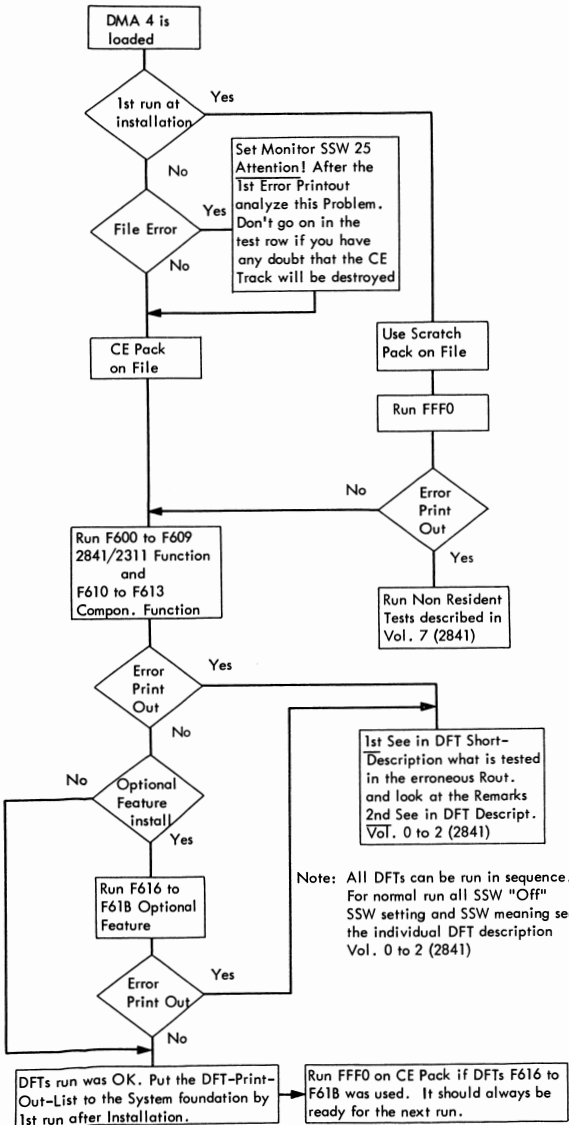 DMA 4 is
loaded
1st run at
installation
Yes
No
Set Monitor SSW 25
Attention! After the
1st Error Printout
analyze this Problem.
Don't go on in the
test row if you have
any doubt that the CE
Track will be destroyed
File Error
Yes
No
CE Pack
on File
Use Scratch
Pack on File
Run FFF0
Error
Print
Out
No
Yes
Run Non Resident
Tests described in
Vol. 7 (2841)
Run F600 to F609
2841/2311 Function
and
F610 to F613
Compon. Function
Error
Print
Out
Yes
No
1st See in DFT Short-
Description what is tested
in the erroneous Rout.
and look at the Remarks
2nd See in DFT Descript.
Vol. 0 to 2 (2841)
Optional
Feature
install
No
Yes
Run F616 to
F61B Optional
Feature
Note: All DFTs can be run in sequence.
For normal run all SSW "Off"
SSW setting and SSW meaning se
the individual DFT description
Vol. 0 to 2 (2841)
Error
Print Out
Yes
No
DFTs run was OK. Put the DFT-Print-
Out-List to the System foundation by
1st run after Installation.
Run FFF0 on CE Pack if DFTs F616 to
F61B was used. It should always be
ready for the next run.